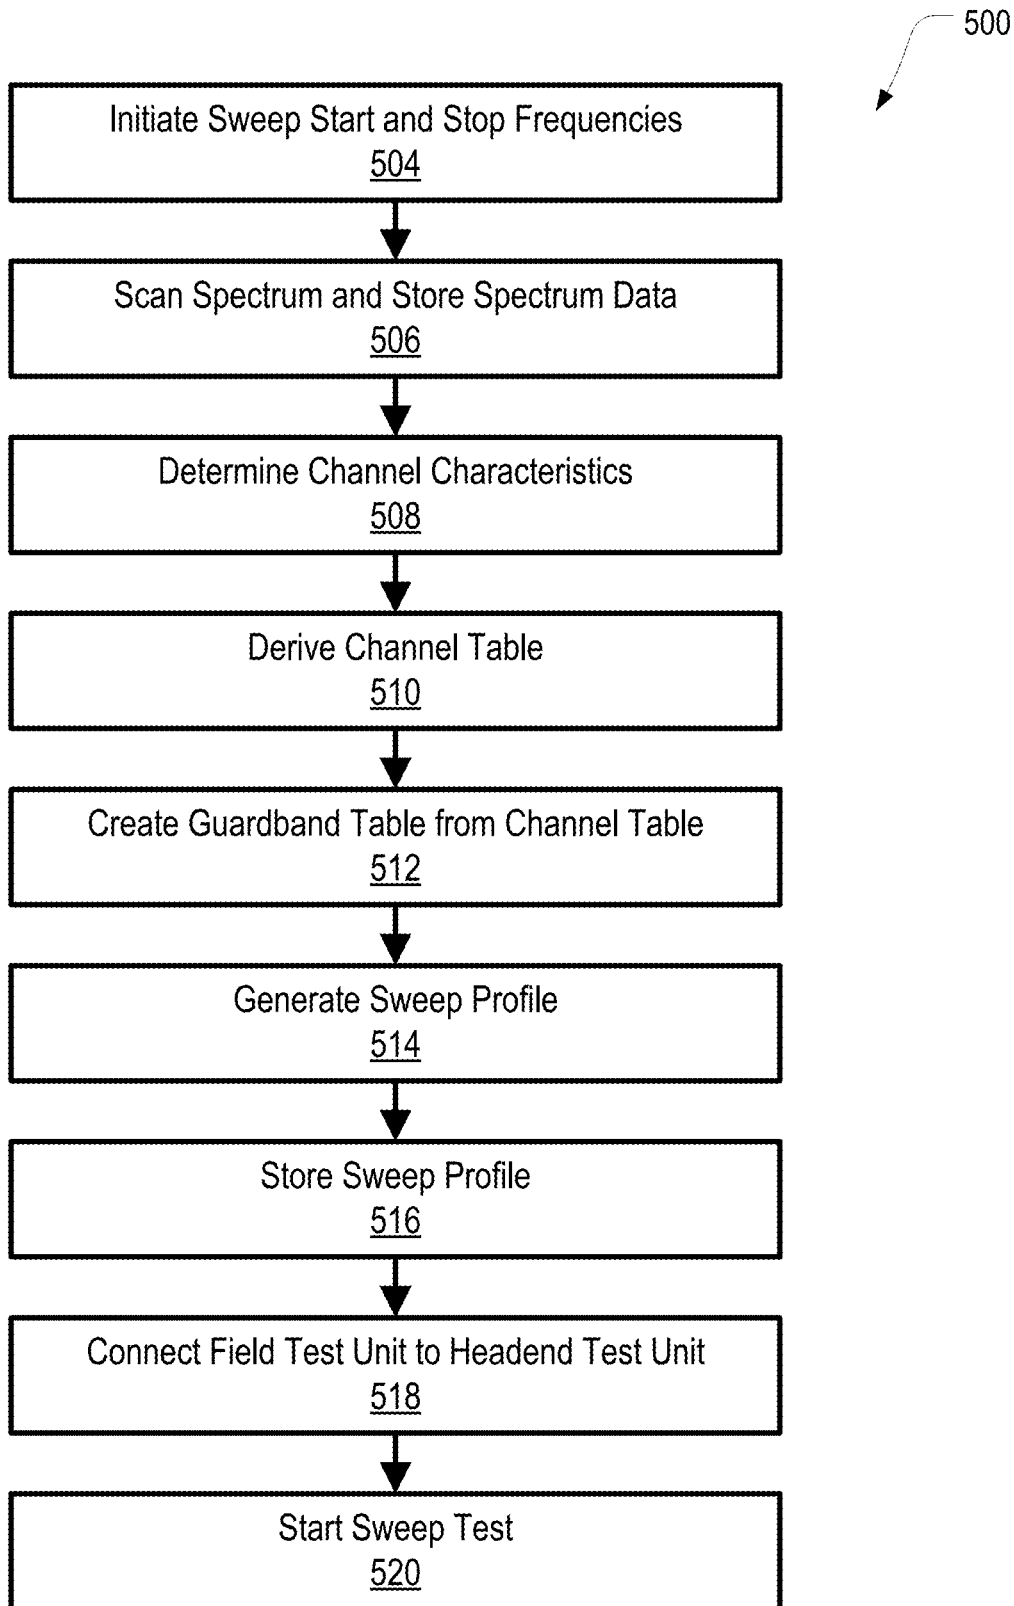 500
Initiate Sweep Start and Stop Frequencies
504
Scan Spectrum and Store Spectrum Data
506
Determine Channel Characteristics
508
Derive Channel Table
510
Create Guardband Table from Channel Table
512
Generate Sweep Profile
514
Store Sweep Profile
516
Connect Field Test Unit to Headend Test Unit
518
Start Sweep Test
520